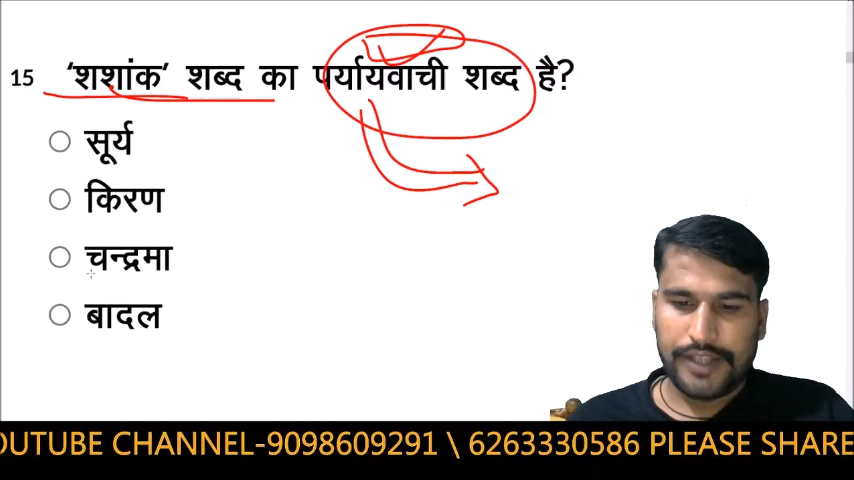 15 'शशांक' शब्द का पर्यायवाची शब्द है?
सूर्य
किरण
चन्द्रमा
बादल
OUTUBE CHANNEL-9098609291 \ 6263330586 PLEASE SHARE